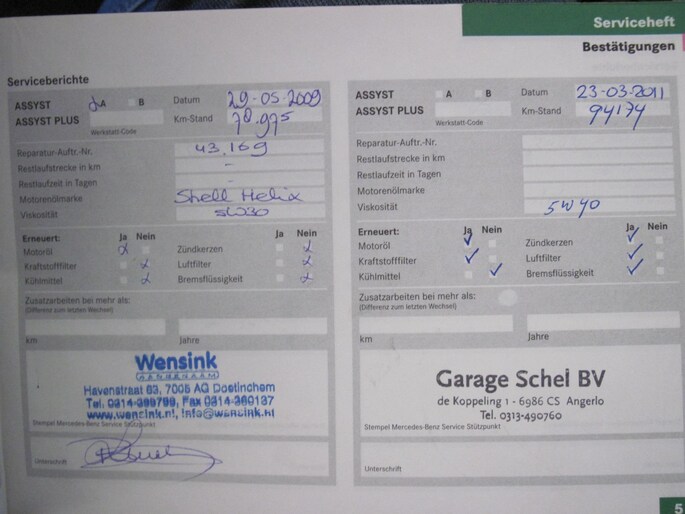 Serviceheft
Bestätigungen
Serviceberichte
ASSYST A B Datum 29-05-2009
ASSYST PLUS Km-Stand 78.975
Werkstatt-Code
Reparatur-Auftr.-Nr. 43,169
Restlaufstrecke in km -
Restlaufzeit in Tagen -
Motorenölmarke Shell Helix
Viskosität 5W30
Erneuert: Ja Nein Ja Nein
Motoröl Zündkerzen
Kraftstofffilter Luftfilter
Kühlmittel Bremsflüssigkeit
Zusatzarbeiten bei mehr als:
(Differenz zum letzten Wechsel)
km Jahre
Wensink
Havenstraat 63, 7005 AG Doetinchem
www.wensink.nl, info@wensink.nl
Stempel Mercedes-Benz Service Stützpunkt
Unterschrift
ASSYST A B Datum 23-03-2011
ASSYST PLUS Km-Stand 94174
Werkstatt-Code
Reparatur-Auftr.-Nr.
Restlaufstrecke in km
Restlaufzeit in Tagen
Motorenölmarke
Viskosität 5W40
Erneuert: Ja Nein Ja Nein
Motoröl Zündkerzen
Kraftstofffilter Luftfilter
Kühlmittel Bremsflüssigkeit
Zusatzarbeiten bei mehr als:
(Differenz zum letzten Wechsel)
km Jahre
Garage Schel BV
de Koppeling 1 - 6986 CS Angerlo
Tel. 0313-490760
Stempel Mercedes-Benz Service Stützpunkt
Unterschrift
5